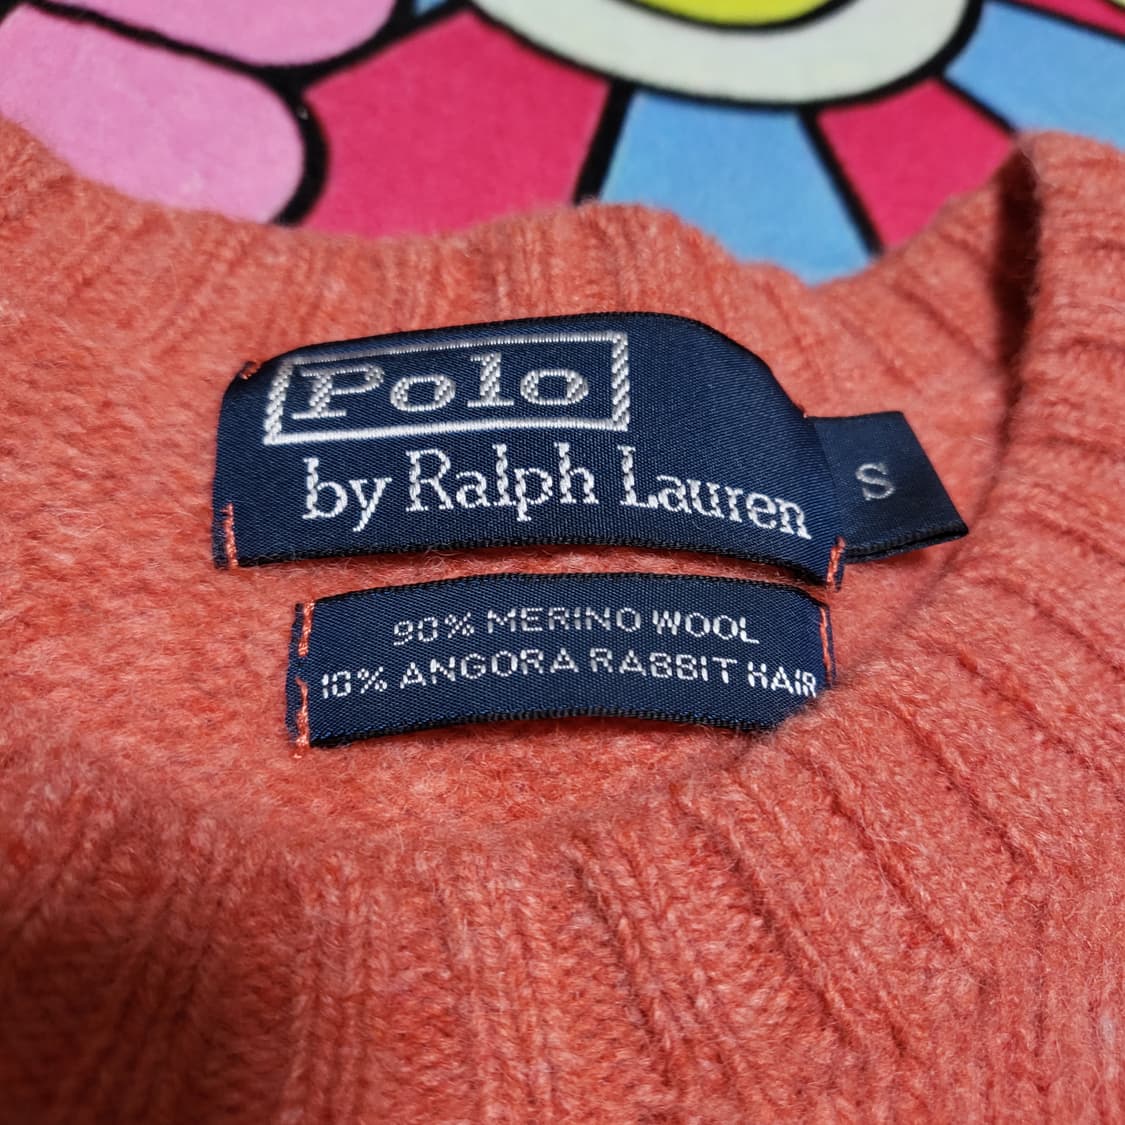 Polo
by Ralph Lauren
S
90% MERINO WOOL
10% ANGORA RABBIT HAIR